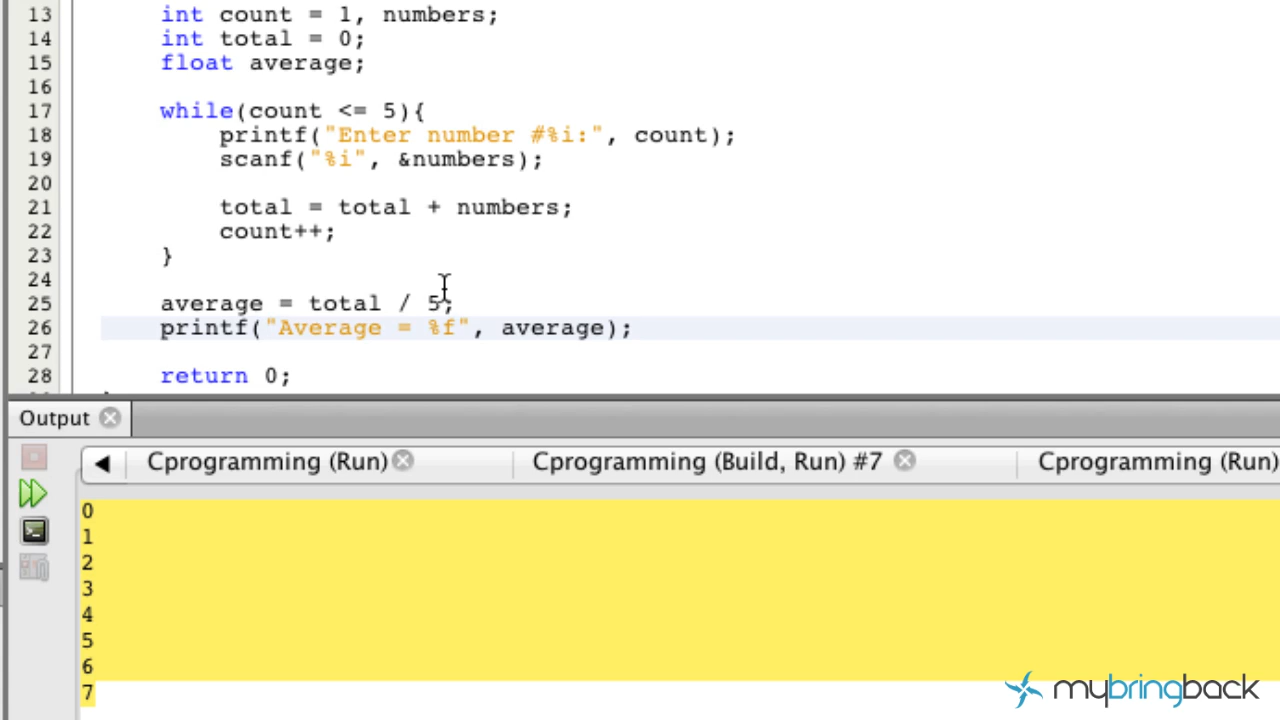 13 int count = 1, numbers;
14 int total = 0;
15 float average;
16
17 while(count <= 5){
18 printf("Enter number #%i:", count);
19 scanf("%i", &numbers);
20
21 total = total + numbers;
22 count++;
23 }
24
25 average = total / 5;
26 printf("Average = %f", average);
27
28 return 0;
Output
Cprogramming (Run) Cprogramming (Build, Run) #7 Cprogramming (Run)
0
1
2
3
4
5
6
7
mybringback